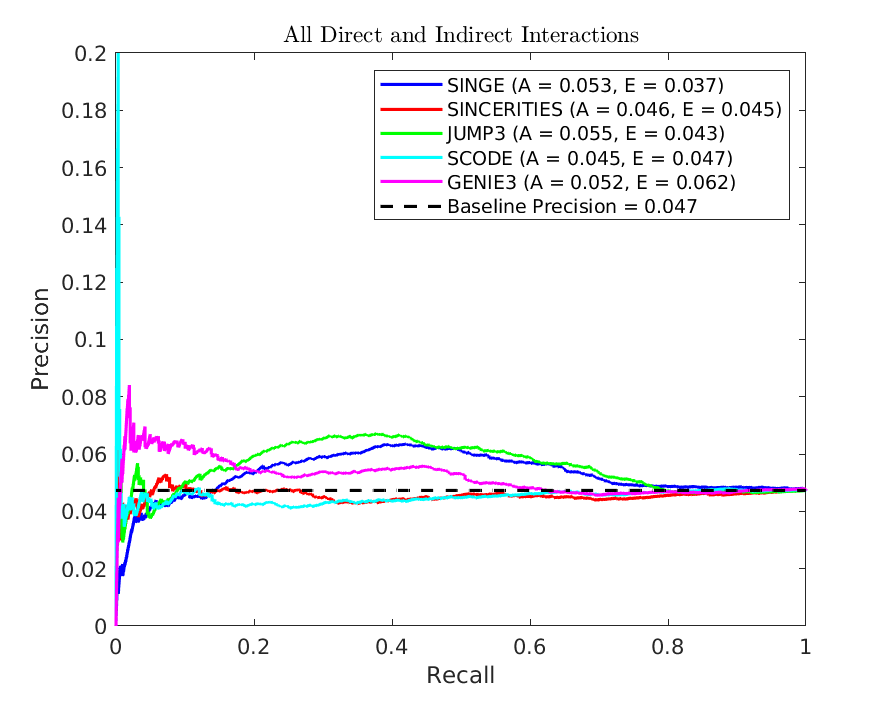 All Direct and Indirect Interactions
0.2
0.18
0.16
0.14
0.12
0.1
0.08
0.06
0.04
0.02
0
Precision
SINGE (A = 0.053, E = 0.037)
SINCERITIES (A = 0.046, E = 0.045)
JUMP3 (A = 0.055, E = 0.043)
SCODE (A = 0.045, E = 0.047)
GENIE3 (A = 0.052, E = 0.062)
Baseline Precision = 0.047
0 0.2 0.4 0.6 0.8 1
Recall